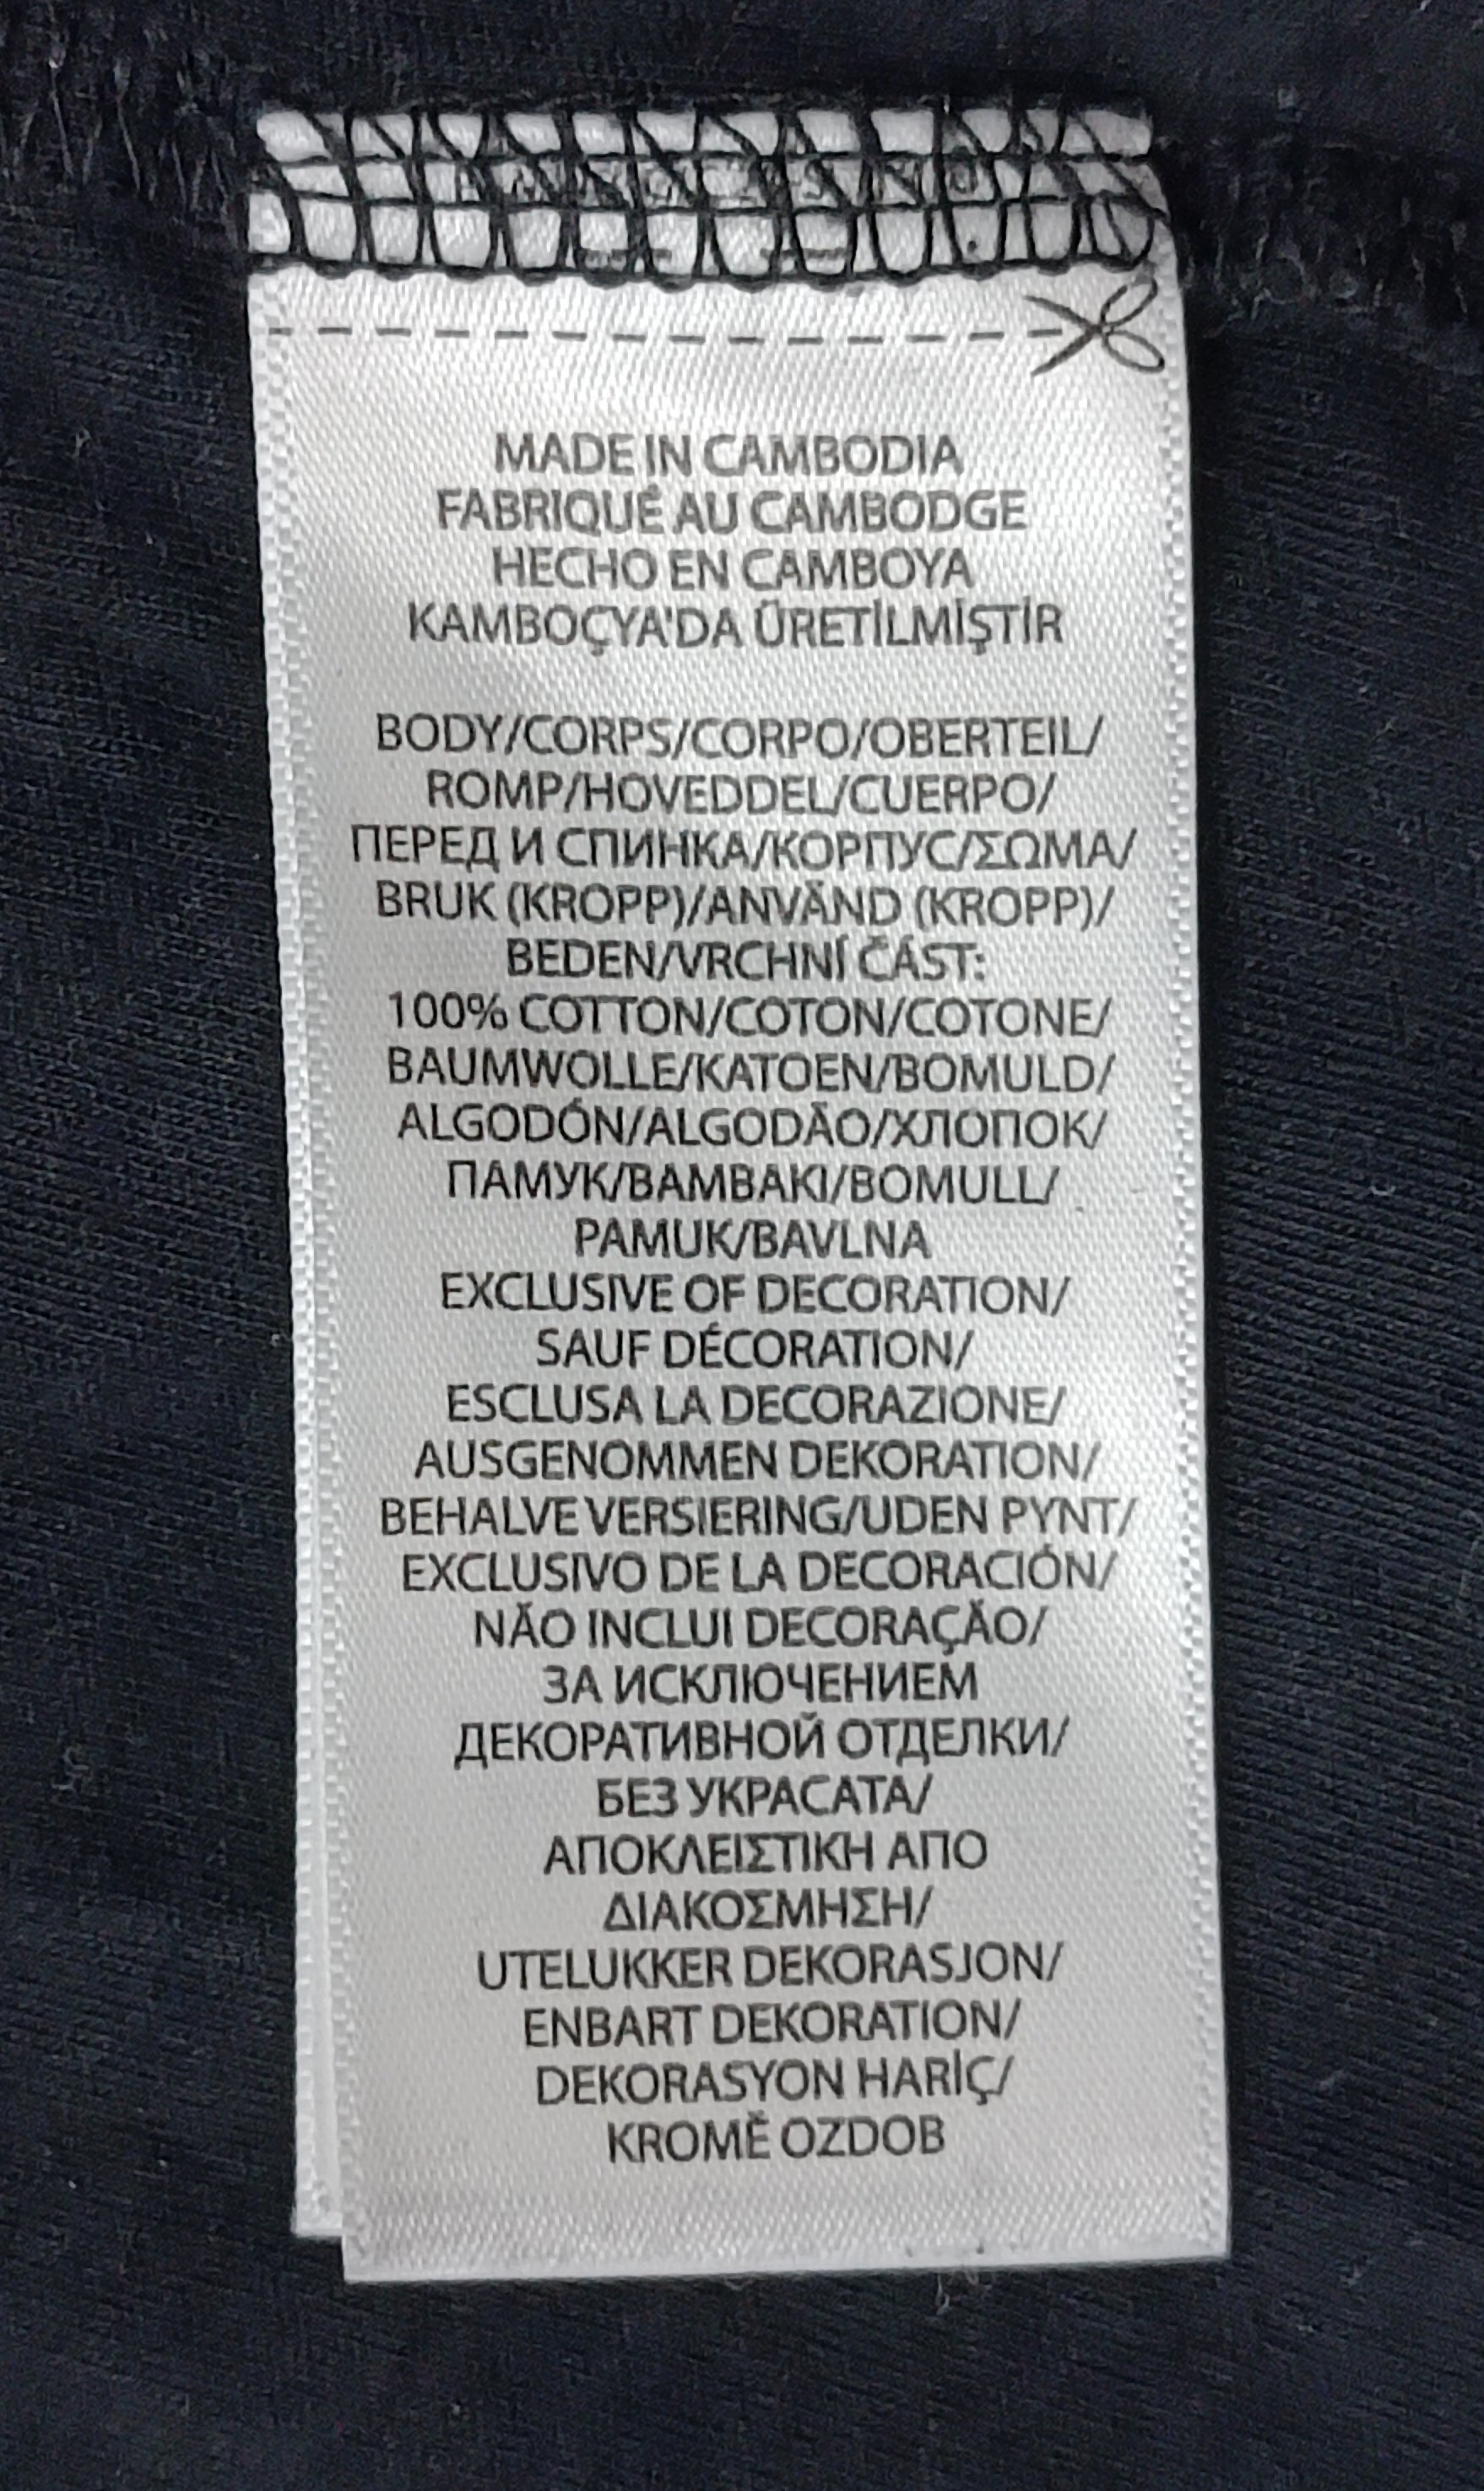 MADE IN CAMBODIA
FABRIQUÉ AU CAMBODGE
HECHO EN CAMBOYA
KAMBOÇYA'DA ÜRETİLMİŞTİR
BODY/CORPS/CORPO/OBERTEIL/
ROMP/HOVEDDEL/CUERPO/
ПЕРЕД И СПИНКА/КОРПУС/ΣΩΜΑ/
BRUK (KROPP)/ANVÄND (KROPP)/
BEDEN/VRCHNÍ ČÁST:
100% COTTON/COTON/COTONE/
BAUMWOLLE/KATOEN/BOMULD/
ALGODÓN/ALGODÃO/ХЛОПОК/
ПАМУК/ΒΑΜΒΑΚΙ/BOMULL/
PAMUK/BAVLNA
EXCLUSIVE OF DECORATION/
SAUF DÉCORATION/
ESCLUSA LA DECORAZIONE/
AUSGENOMMEN DEKORATION/
BEHALVE VERSIERING/UDEN PYNT/
EXCLUSIVO DE LA DECORACIÓN/
NÃO INCLUI DECORAÇÃO/
ЗА ИСКЛЮЧЕНИЕМ
ДЕКОРАТИВНОЙ ОТДЕЛКИ/
БЕЗ УКРАСАТА/
ΑΠΟΚΛΕΙΣΤΙΚΗ ΑΠΟ
ΔΙΑΚΟΣΜΗΣΗ/
UTELUKKER DEKORASJON/
ENBART DEKORATION/
DEKORASYON HARİÇ/
KROMĚ OZDOB